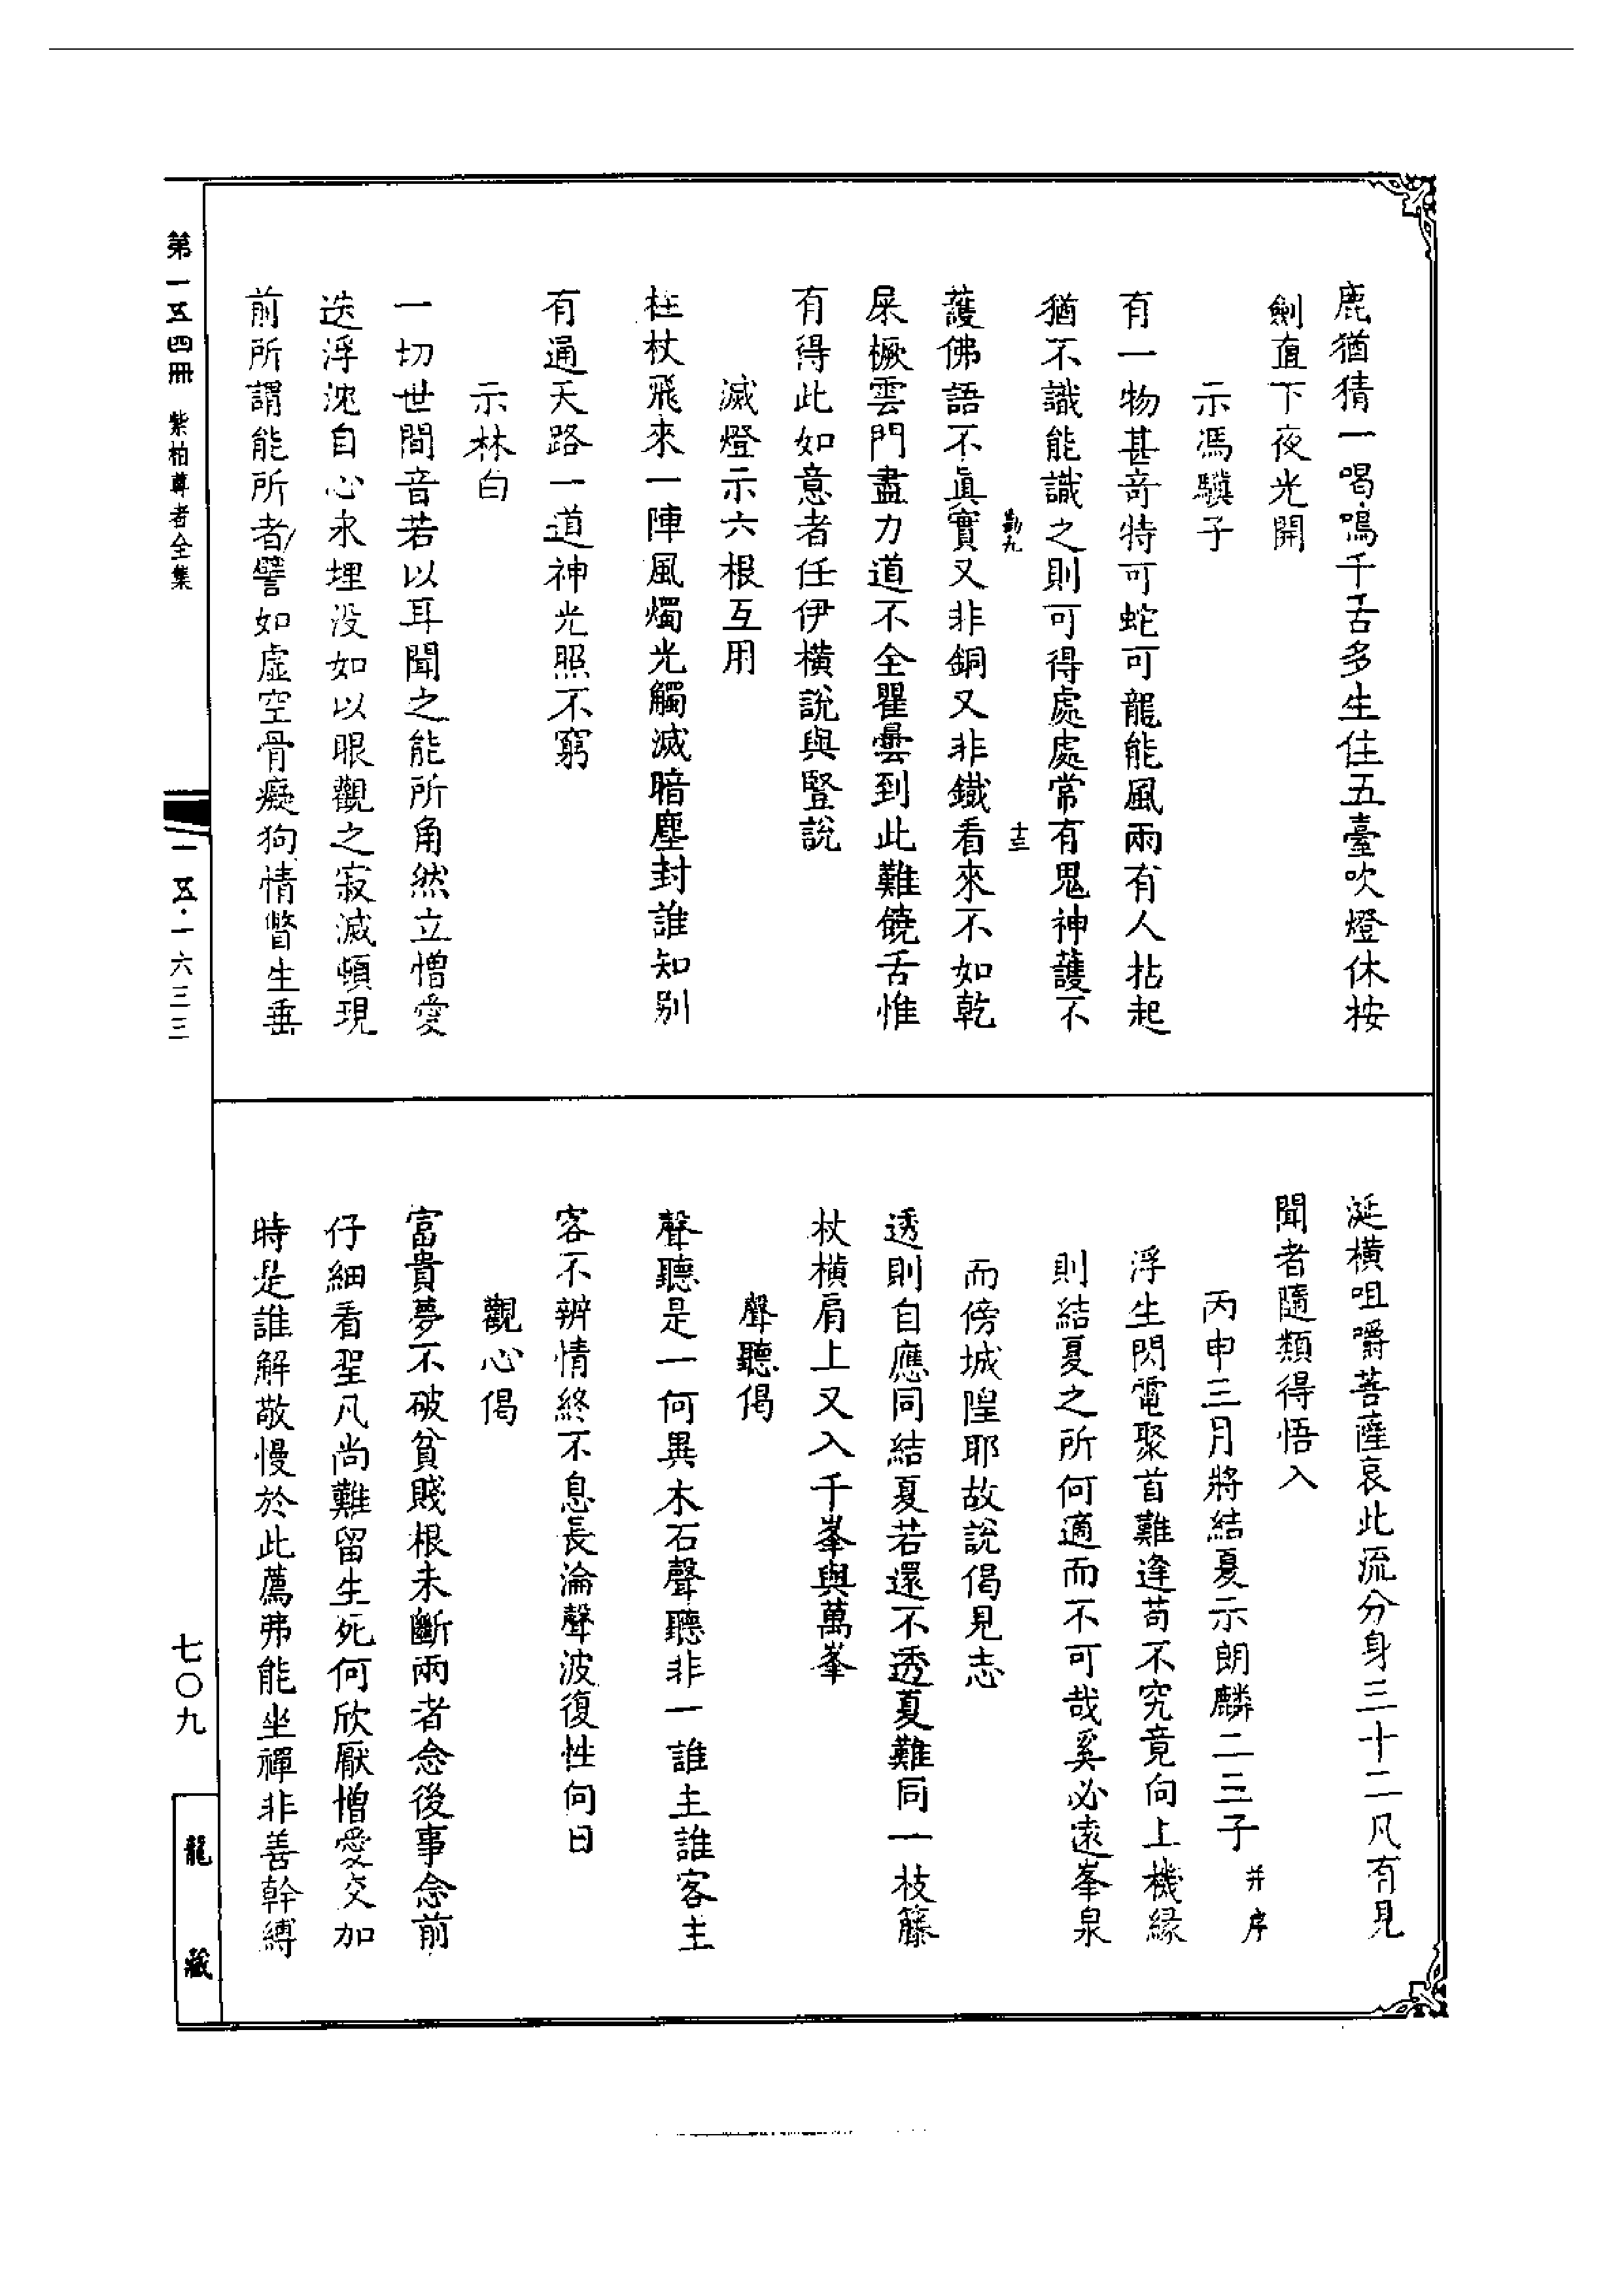 鹿猶猜一喝鳴千舌多生住五臺吹燈休按
劍直下夜光開
示馮驥子
有一物甚奇特可蛇可龍能風雨有人拈起
猶不識能識之則可得處處常有鬼神護不
勤九
十三
護佛語不眞實又非銅又非鐵看來不如乾
屎橛雲門盡力道不全瞿曇到此難饒舌惟
有得此如意者任伊橫說與豎說
滅燈示六根互用
柱杖飛來一陣風燭光觸滅暗塵封誰知別
有通天路一道神光照不窮
示林白
一切世間音若以耳聞之能所角然立憎愛
迭浮沈自心永埋没如以眼觀之寂滅頓現
前所謂能所者譬如虛空骨癡狗情瞥生垂
涎橫咀嚼菩薩哀此流分身三十二凡有見
聞者隨類得悟入
丙申三月將結夏示朗麟二三子并序
浮生閃電聚首難逢苟不究竟向上機緣
則結夏之所何適而不可哉奚必遠峯泉
而傍城隍耶故說偈見志
透則自應同結夏若還不透夏難同一枝籐
杖橫肩上又入千峯與萬峯
聲聽偈
聲聽是一何異木石聲聽非一誰主誰客主
客不辨情終不息長淪聲波復性何日
觀心偈
富貴夢不破貧賤根未斷兩者念後事念前
仔細看聖凡尚難留生死何欣厭憎愛交加
時是誰解敬慢於此薦弗能坐禪非善幹縛
第一五四冊 紫柏尊者全集
一五·一六三三
七〇九
龍藏